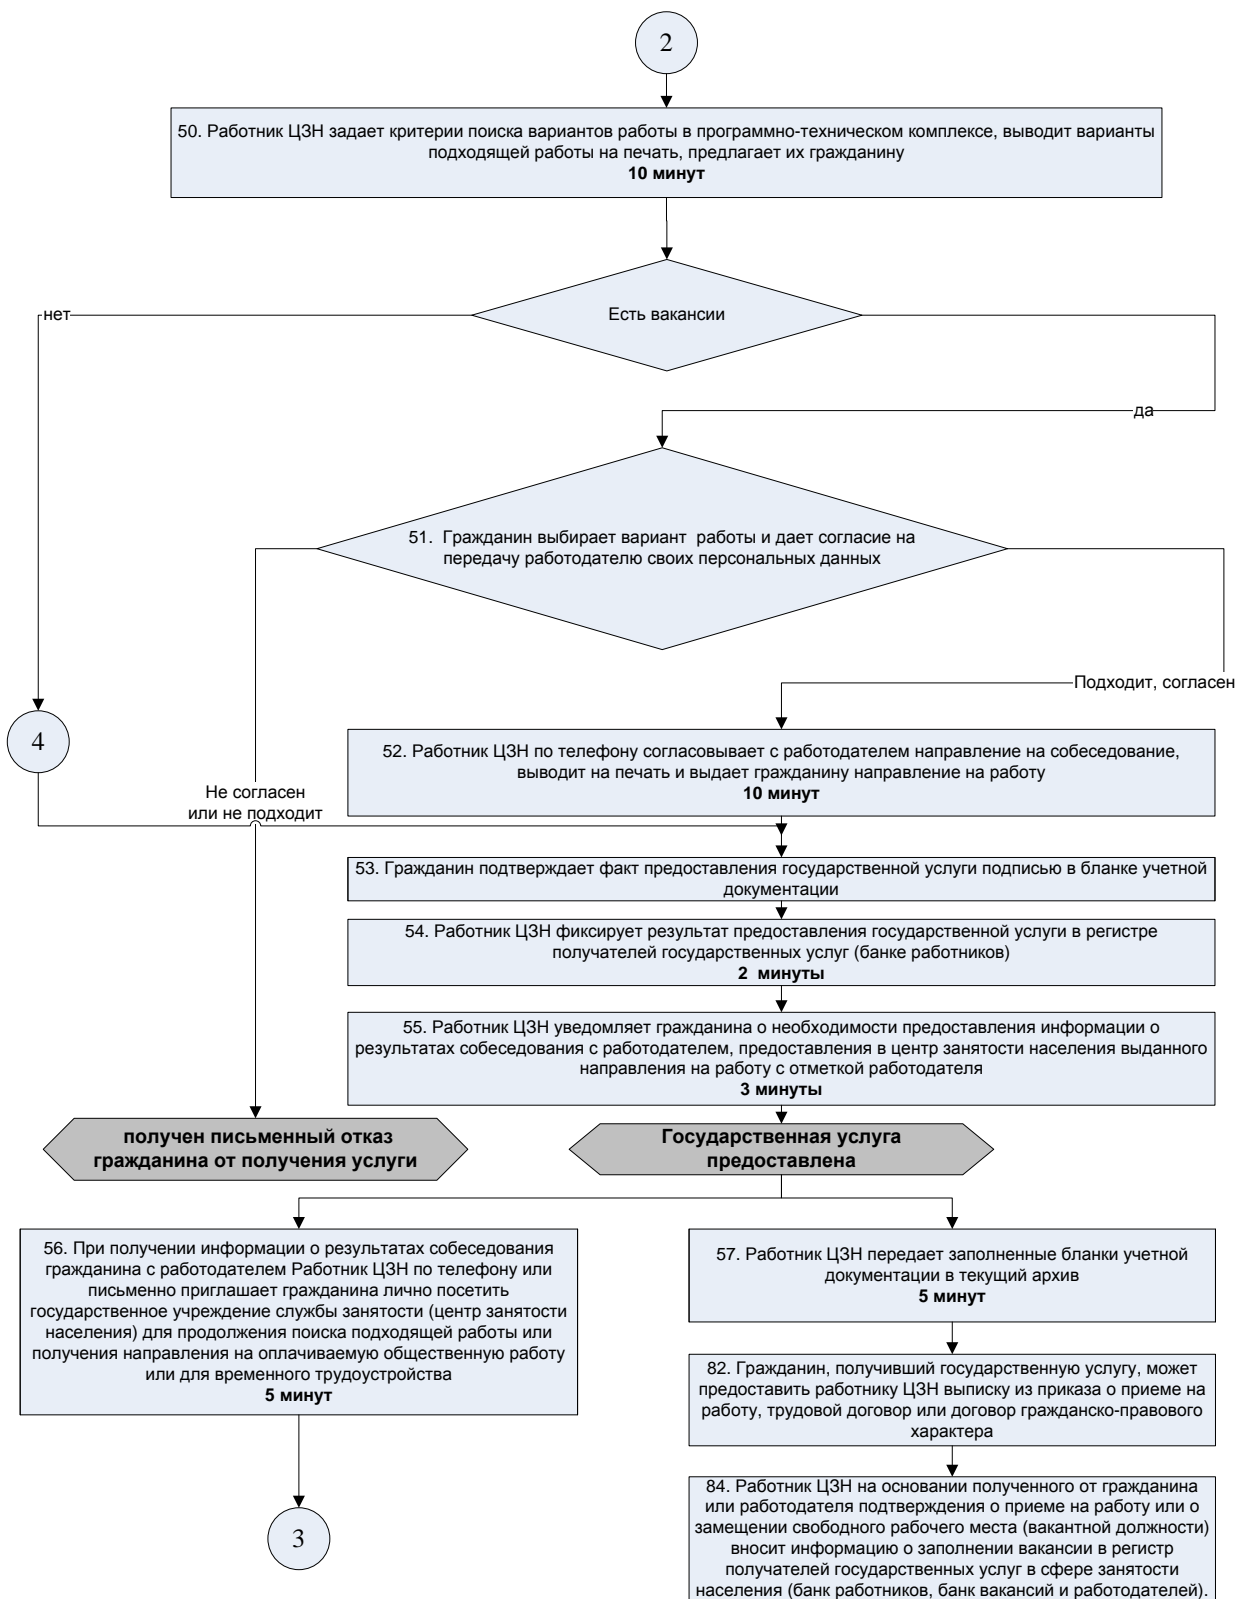 2
50. Работник ЦЗН задает критерии поиска вариантов работы в программно-техническом комплексе, выводит варианты
подходящей работы на печать, предлагает их гражданину
10 минут
Есть вакансии
нет
да
51. Гражданин выбирает вариант работы и дает согласие на
передачу работодателю своих персональных данных
Подходит, согласен
4
52. Работник ЦЗН по телефону согласовывает с работодателем направление на собеседование,
выводит на печать и выдает гражданину направление на работу
10 минут
Не согласен
или не подходит
53. Гражданин подтверждает факт предоставления государственной услуги подписью в бланке учетной
документации
54. Работник ЦЗН фиксирует результат предоставления государственной услуги в регистре
получателей государственных услуг (банке работников)
2 минуты
55. Работник ЦЗН уведомляет гражданина о необходимости предоставления информации о
результатах собеседования с работодателем, предоставления в центр занятости населения выданного
направления на работу с отметкой работодателя
3 минуты
получен письменный отказ
гражданина от получения услуги
Государственная услуга
предоставлена
56. При получении информации о результатах собеседования
гражданина с работодателем Работник ЦЗН по телефону или
письменно приглашает гражданина лично посетить
государственное учреждение службы занятости (центр занятости
населения) для продолжения поиска подходящей работы или
получения направления на оплачиваемую общественную работу
или для временного трудоустройства
5 минут
3
57. Работник ЦЗН передает заполненные бланки учетной
документации в текущий архив
5 минут
82. Гражданин, получивший государственную услугу, может
предоставить работнику ЦЗН выписку из приказа о приеме на
работу, трудовой договор или договор гражданско-правового
характера
84. Работник ЦЗН на основании полученного от гражданина
или работодателя подтверждения о приеме на работу или о
замещении свободного рабочего места (вакантной должности)
вносит информацию о заполнении вакансии в регистр
получателей государственных услуг в сфере занятости
населения (банк работников, банк вакансий и работодателей).